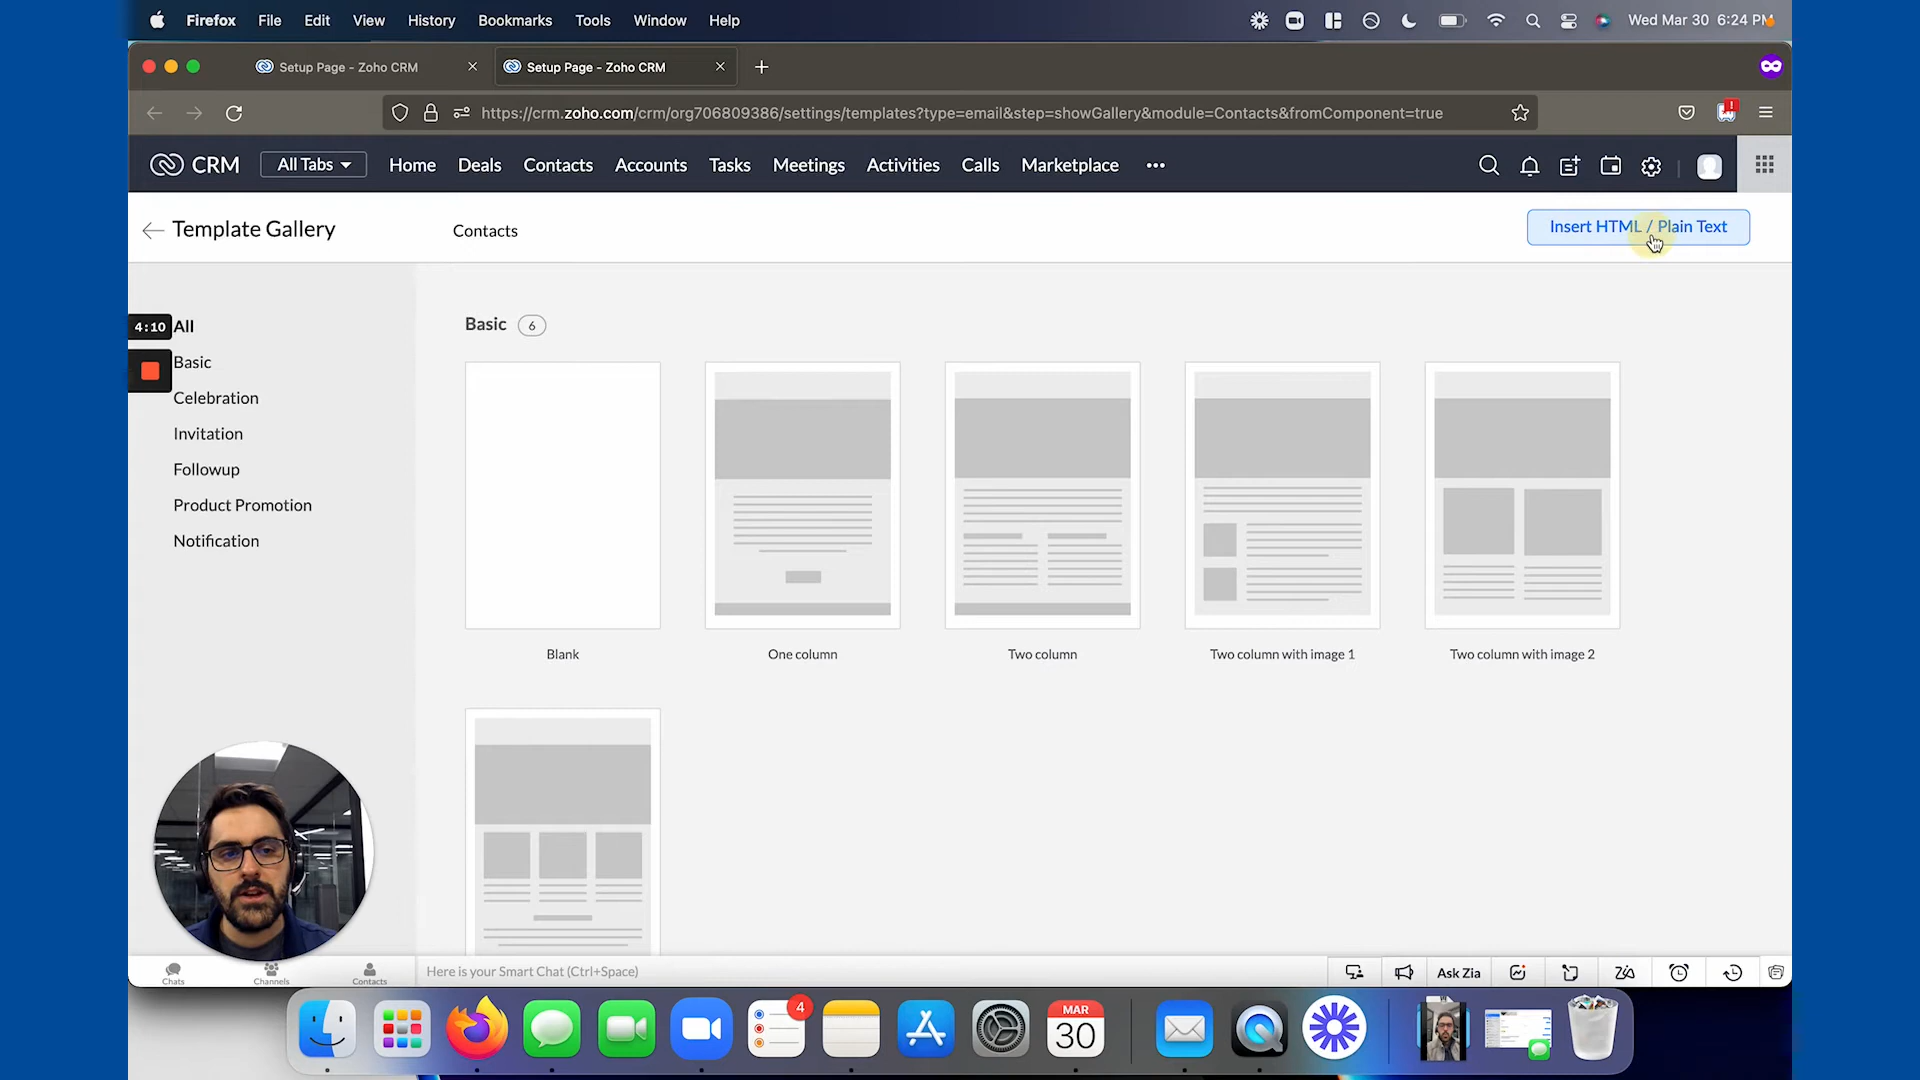 Firefox File Edit View History Bookmarks Tools Window Help Wed Mar 30 6:24 PM
Setup Page - Zoho CRM Setup Page - Zoho CRM
https://crm.zoho.com/crm/org706809386/settings/templates?type=email&step=showGallery&module=Contacts&fromComponent=true
CRM All Tabs Home Deals Contacts Accounts Tasks Meetings Activities Calls Marketplace
Template Gallery Contacts Insert HTML / Plain Text
4:10 All
Basic
Celebration
Invitation
Followup
Product Promotion
Notification
Basic 6
Blank One column Two column Two column with image 1 Two column with image 2
Chats Channels Contacts Here is your Smart Chat (Ctrl+Space) Ask Zia
4
MAR
30